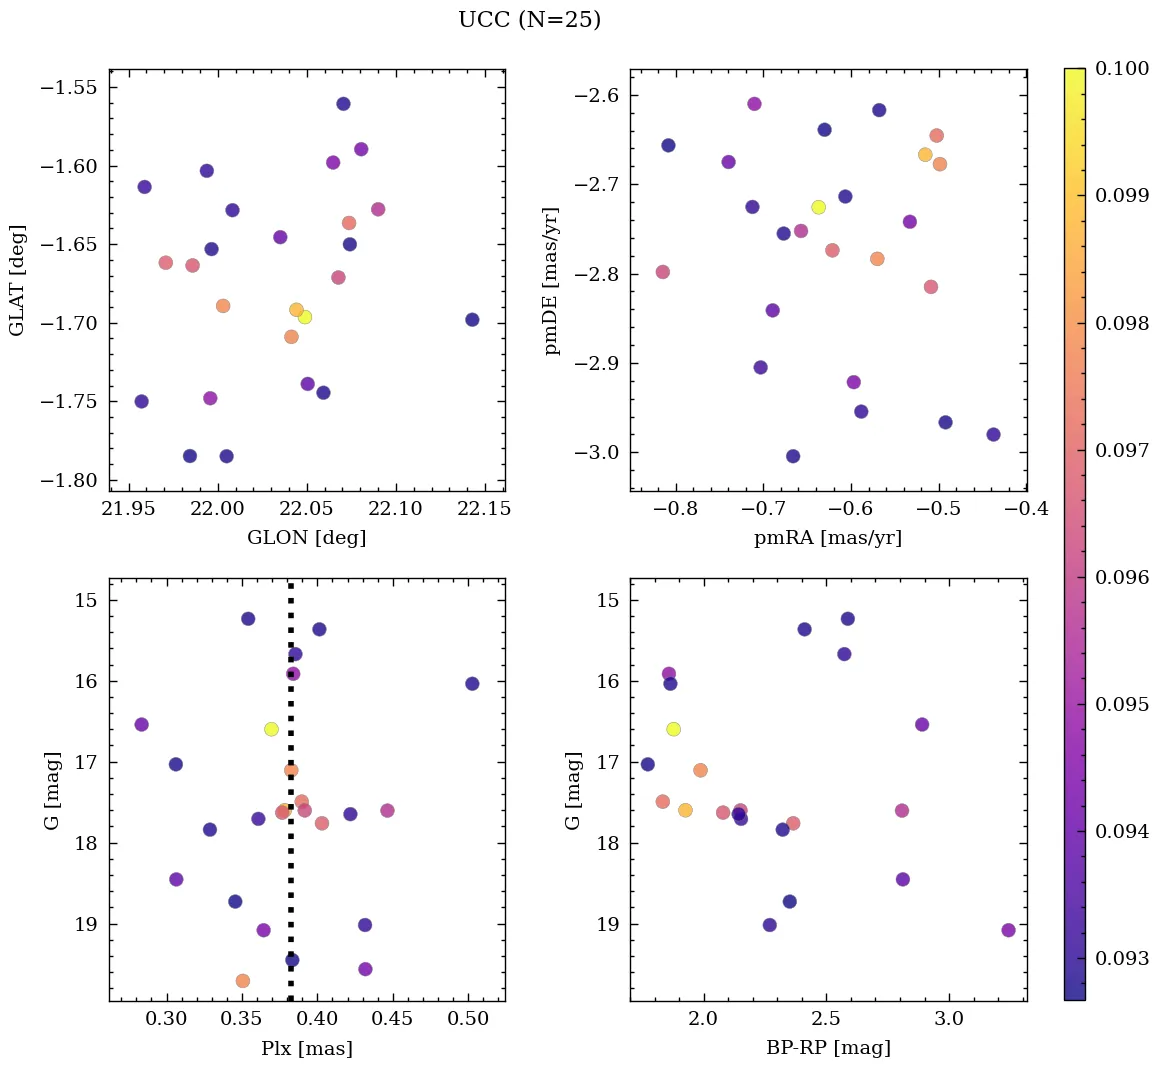 UCC (N=25)
−1.55
−1.60
−1.65
−1.70
−1.75
−1.80
GLAT [deg]
21.95 22.00 22.05 22.10 22.15
GLON [deg]
−2.6
−2.7
−2.8
−2.9
−3.0
pmDE [mas/yr]
−0.8 −0.7 −0.6 −0.5 −0.4
pmRA [mas/yr]
15
16
17
18
19
G [mag]
0.30 0.35 0.40 0.45 0.50
Plx [mas]
15
16
17
18
19
G [mag]
2.0 2.5 3.0
BP-RP [mag]
0.100
0.099
0.098
0.097
0.096
0.095
0.094
0.093